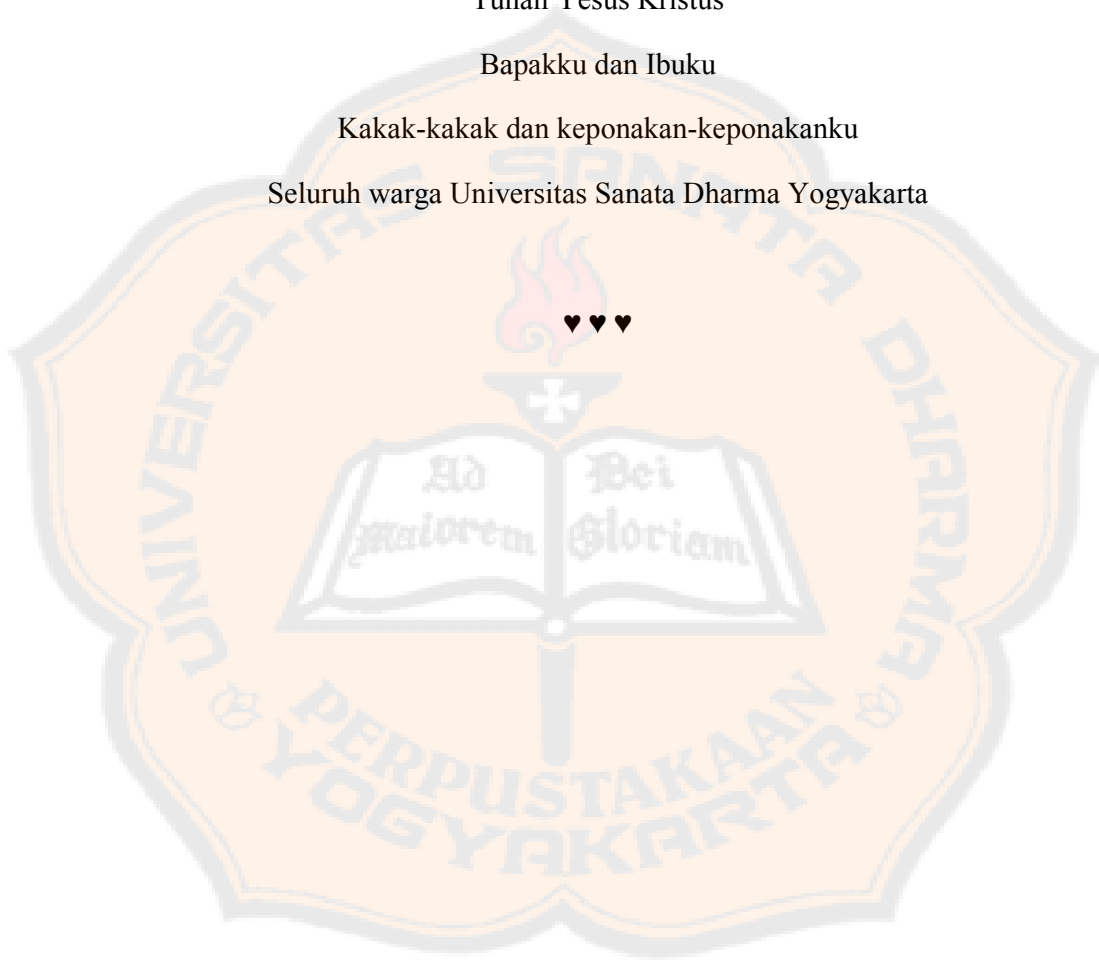 Tuhan Yesus Kristus
Bapakku dan Ibuku
Kakak-kakak dan keponakan-keponakanku
Seluruh warga Universitas Sanata Dharma Yogyakarta
♥ ♥ ♥
UNIVERSITAS SANATA DHARMA
Ad Maiorem
Dei Gloriam
PERPUSTAKAAN
YOGYAKARTA